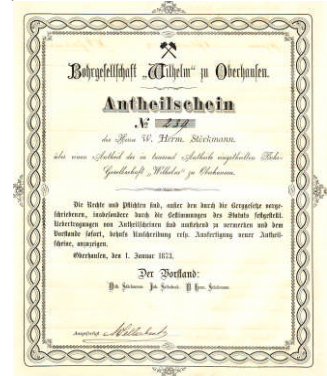 Bohrgesellschaft „Wilhelm“ zu Oberhausen.
Antheilschein
№ 239
des Herrn W. Herm. Stöckmann.
über einen Antheil der in tausend Antheile eingetheilten Bohr-
Gesellschaft „Wilhelm“ zu Oberhausen.
Die Rechte und Pflichten sind, außer den durch die Berggesetze vorge-
schriebenen, insbesondere durch die Bestimmungen des Statuts festgestellt.
Uebertragungen von Antheilscheinen sind umstehend zu vermerken und dem
Vorstande sofort, behufs Umschreibung resp. Ausfertigung neuer Antheil-
scheine, anzuzeigen.
Oberhausen, den 1. Januar 1873.
Der Vorstand:
Ausgefertigt